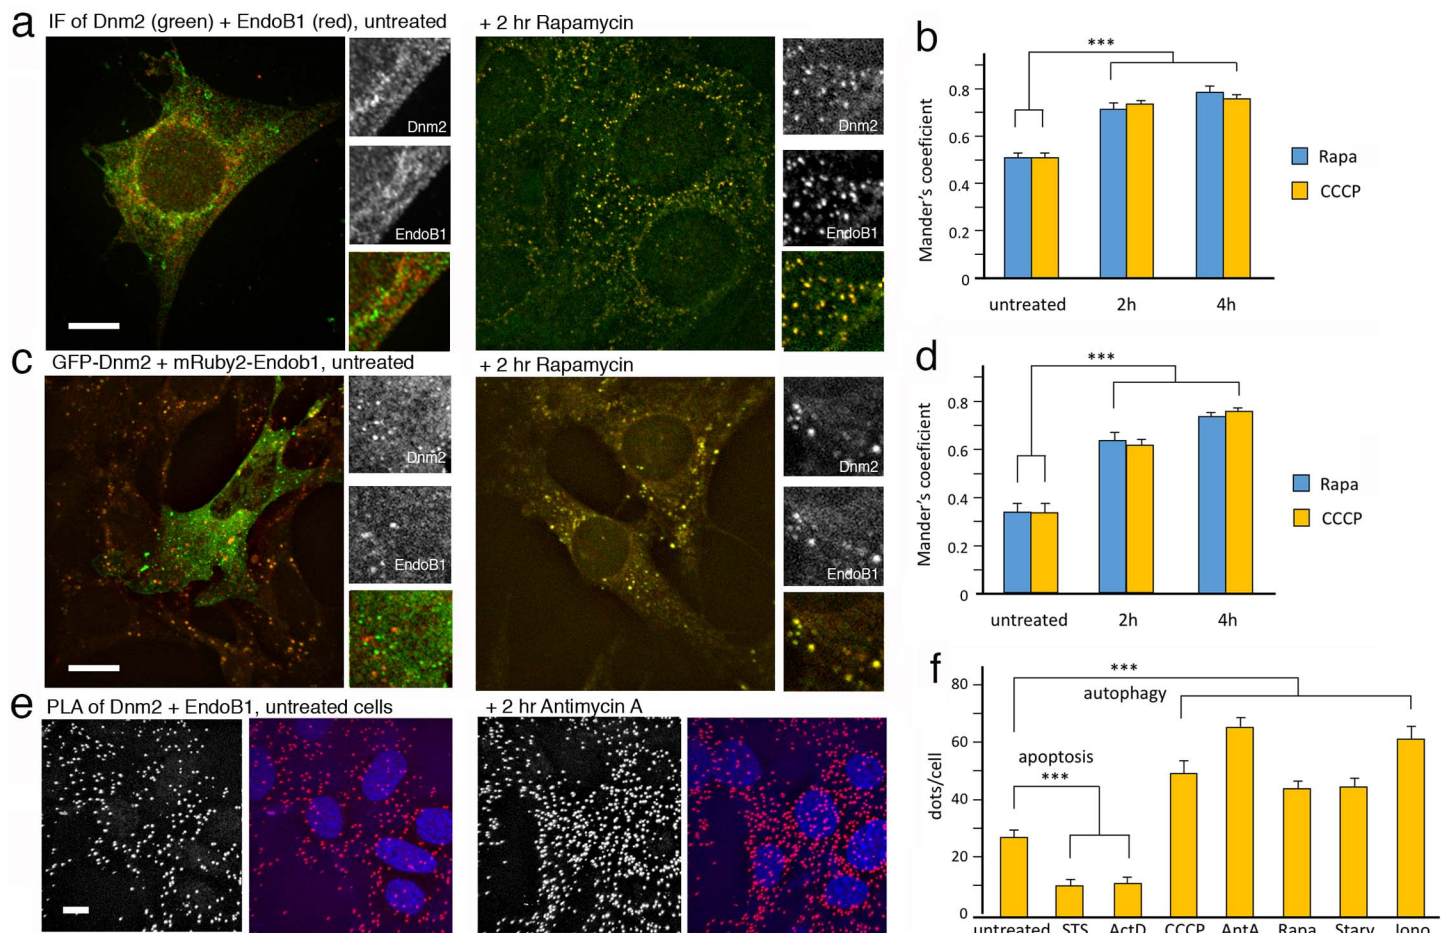 a
IF of Dnm2 (green) + EndoB1 (red), untreated
+ 2 hr Rapamycin
Dnm2
EndoB1
Dnm2
EndoB1
b
***
Mander's coeeficient
0.8
0.6
0.4
0.2
0
untreated
2h
4h
Rapa
CCCP
c
GFP-Dnm2 + mRuby2-Endob1, untreated
+ 2 hr Rapamycin
Dnm2
EndoB1
Dnm2
EndoB1
d
***
Mander's coeeficient
0.8
0.6
0.4
0.2
0
untreated
2h
4h
Rapa
CCCP
e
PLA of Dnm2 + EndoB1, untreated cells
+ 2 hr Antimycin A
f
***
autophagy
apoptosis
***
dots/cell
80
60
40
20
0
untreated STS ActD CCCP AntA Rapa Starv Iono